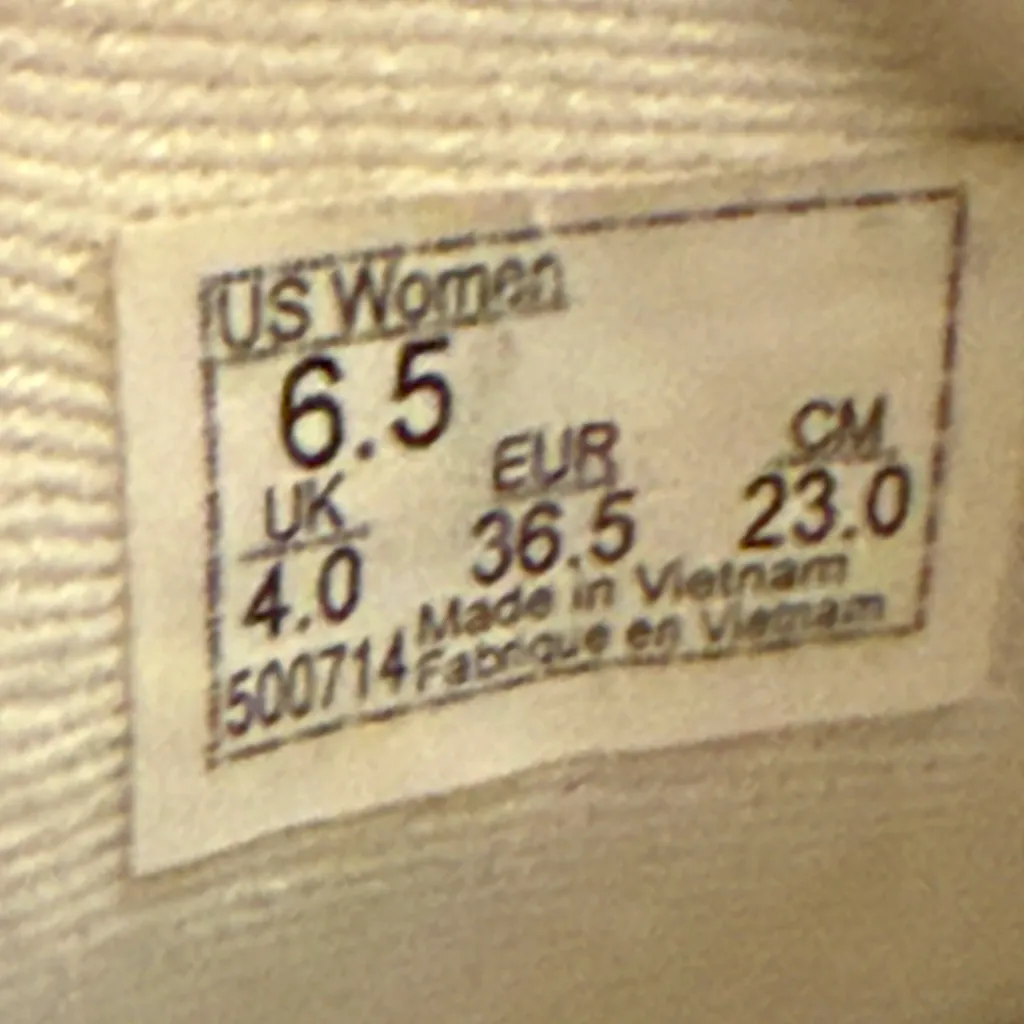 US Women
6.5
UK EUR CM
4.0 36.5 23.0
Made in Vietnam
500714 Fabrique en Vietnam